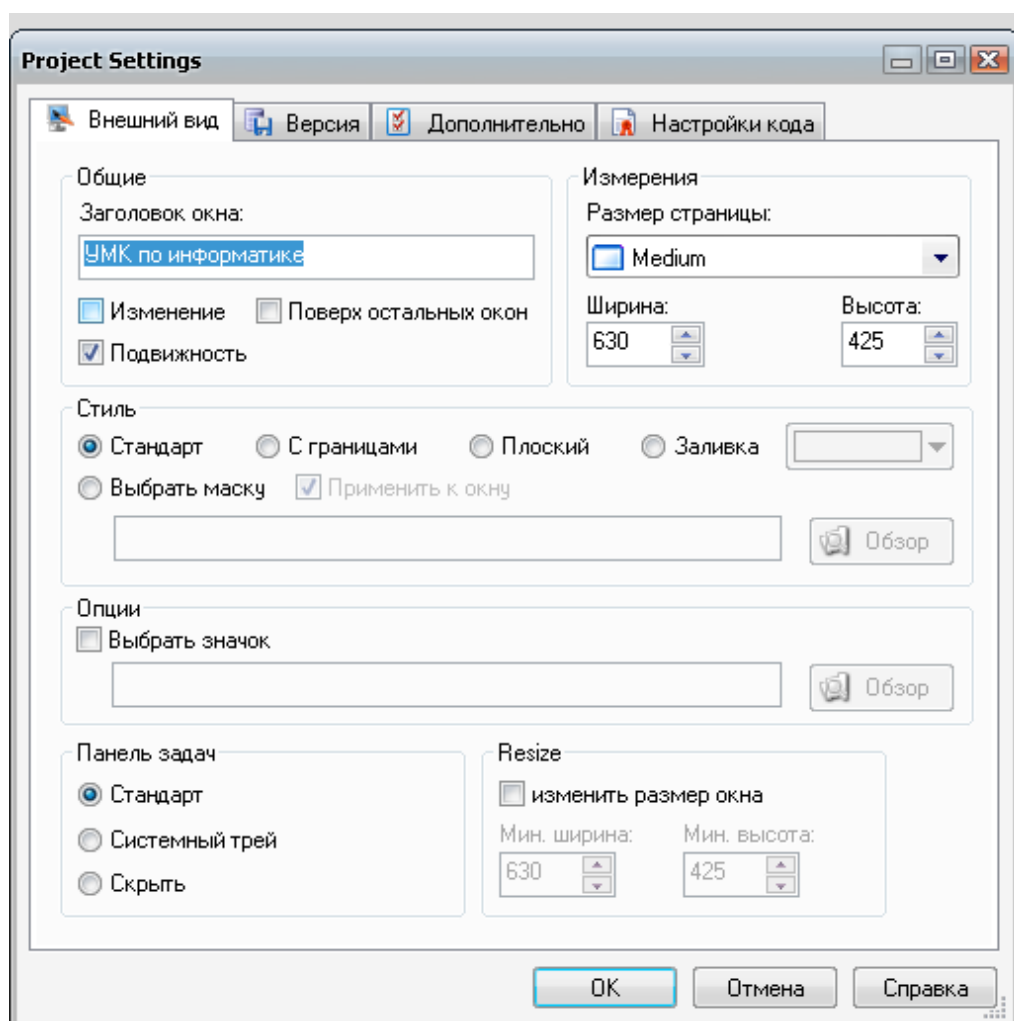 Project Settings
Внешний вид Версия Дополнительно Настройки кода
Общие
Заголовок окна:
УМК по информатике
Изменение Поверх остальных окон
Подвижность
Измерения
Размер страницы:
Medium
Ширина: Высота:
630 425
Стиль
Стандарт С границами Плоский Заливка
Выбрать маску Применить к окну
Обзор
Опции
Выбрать значок
Обзор
Панель задач
Стандарт
Системный трей
Скрыть
Resize
изменить размер окна
Мин. ширина: Мин. высота:
630 425
OK Отмена Справка